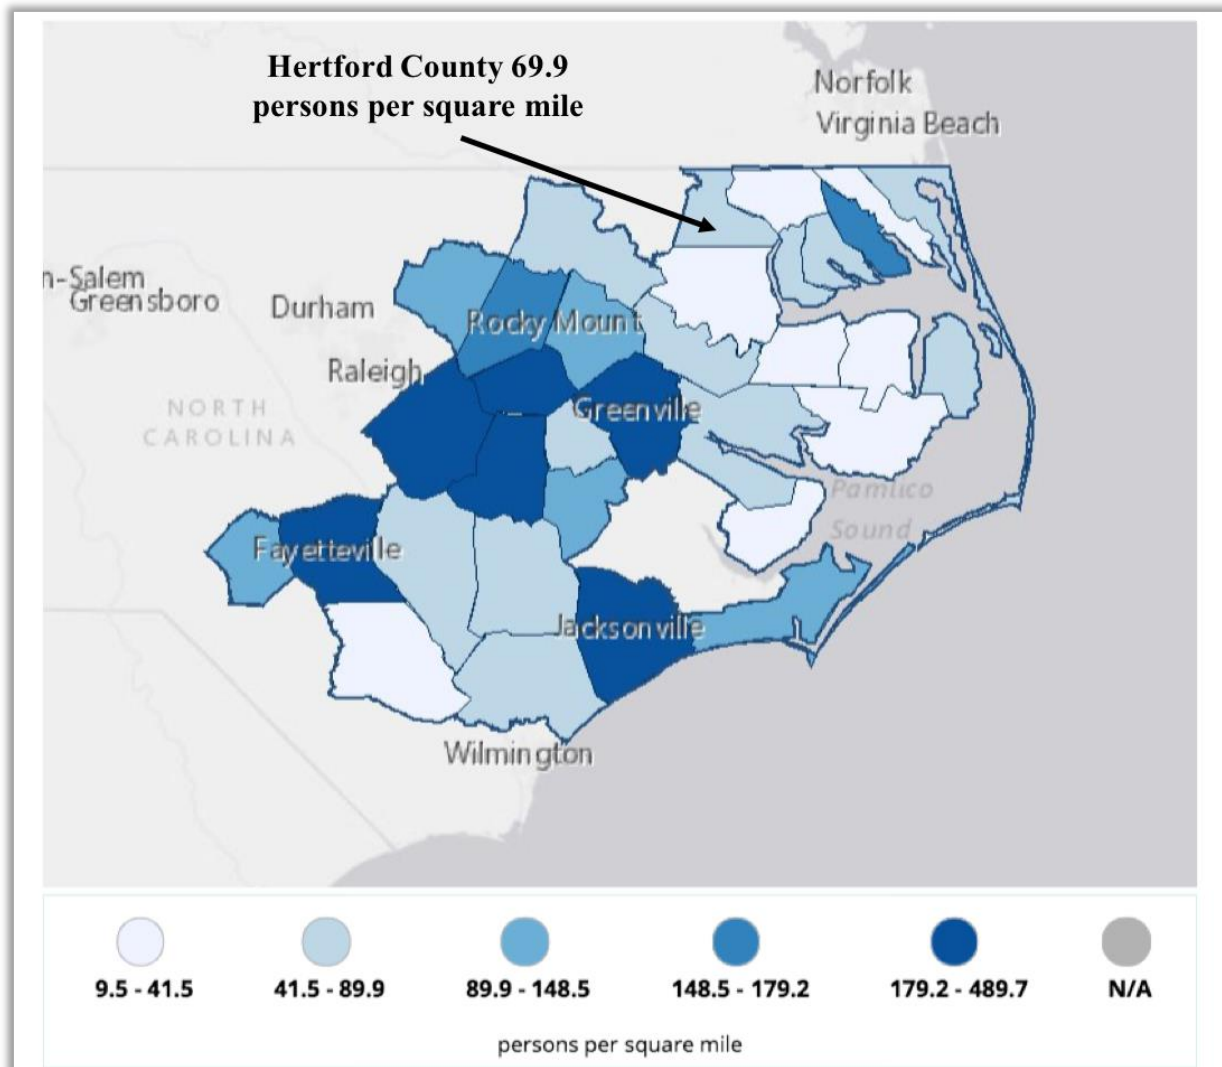 Hertford County 69.9
persons per square mile
Norfolk
Virginia Beach
n-Salem
Greensboro
Durham
Rocky Mount
Raleigh
NORTH
CAROLINA
Greenville
Pamlico
Sound
Fayetteville
Jacksonville
Wilmington
9.5 - 41.5
41.5 - 89.9
89.9 - 148.5
148.5 - 179.2
179.2 - 489.7
N/A
persons per square mile